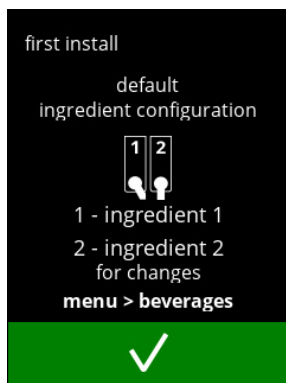 first install
default
ingredient configuration
1 2
1 - ingredient 1
2 - ingredient 2
for changes
menu > beverages